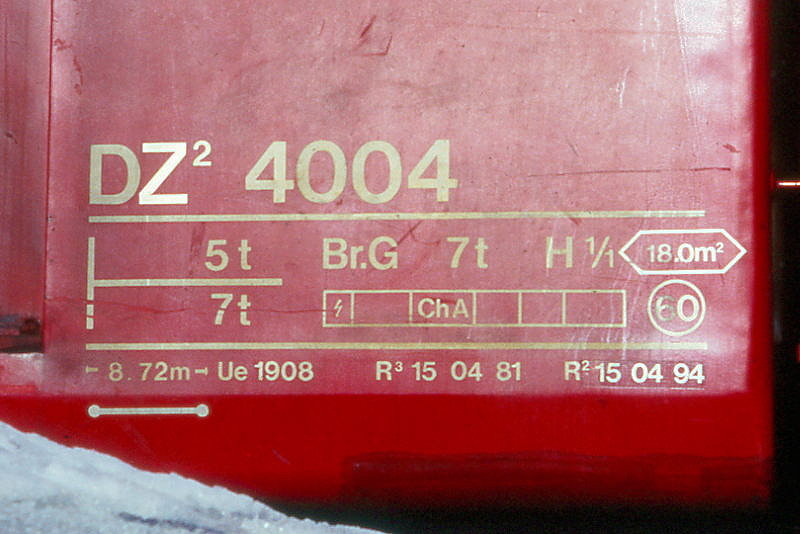 DZ² 4004
5t Br.G 7t H 1/1 18.0m²
7t ChA 60
8.72m Ue 1908 R³ 15 04 81 R² 15 04 94